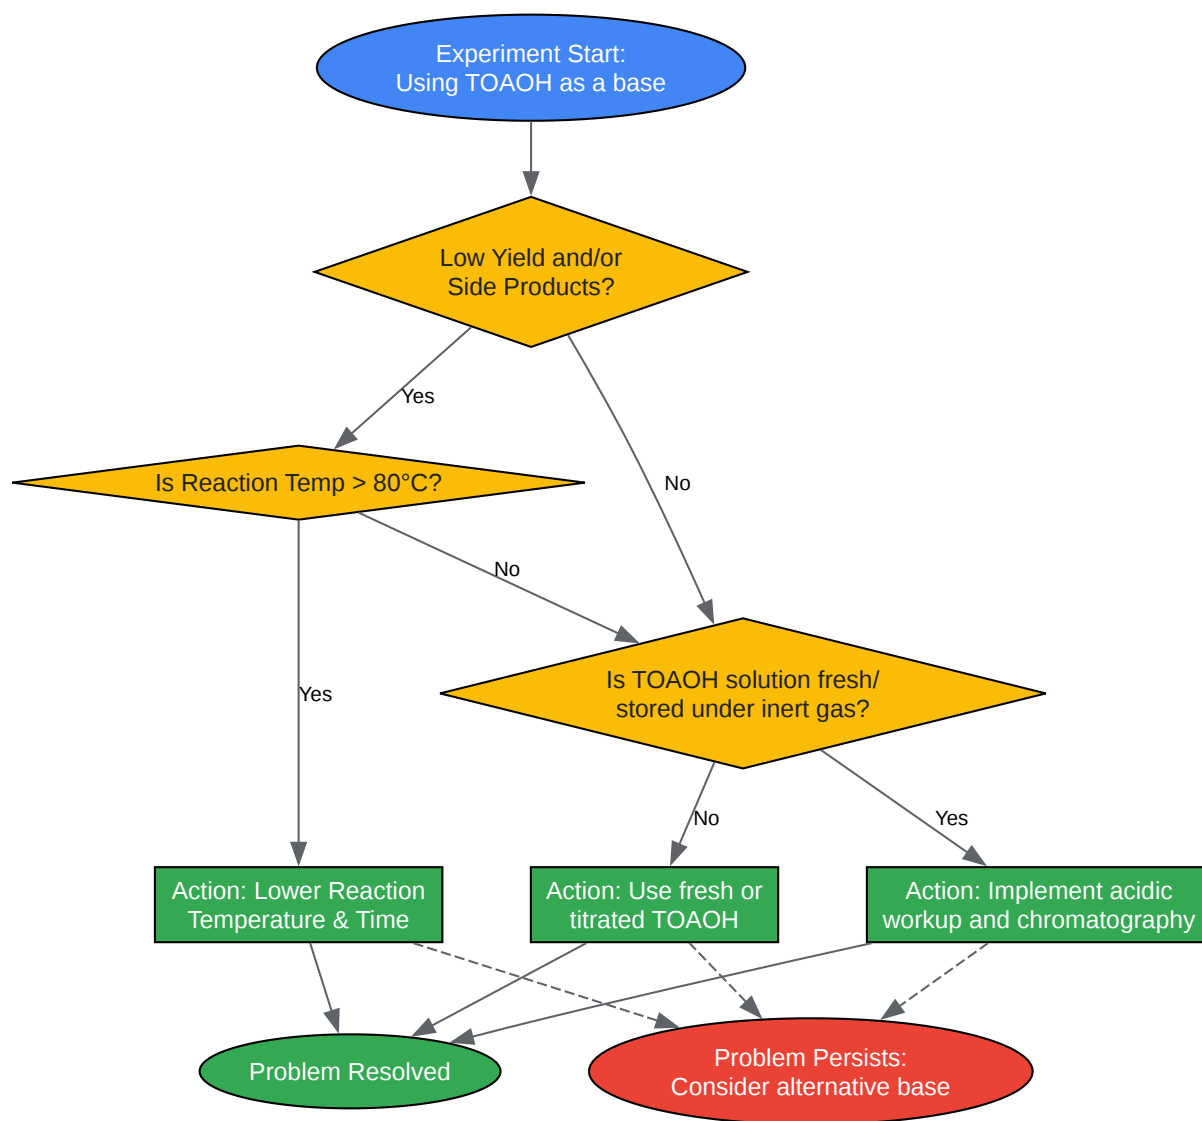 Experiment Start:
Using TOAOH as a base
Low Yield and/or
Side Products?
Yes
Is Reaction Temp > 80°C?
No
No
Is TOAOH solution fresh/
stored under inert gas?
Yes
No
Yes
Action: Lower Reaction
Temperature & Time
Action: Use fresh or
titrated TOAOH
Action: Implement acidic
workup and chromatography
Problem Resolved
Problem Persists:
Consider alternative base